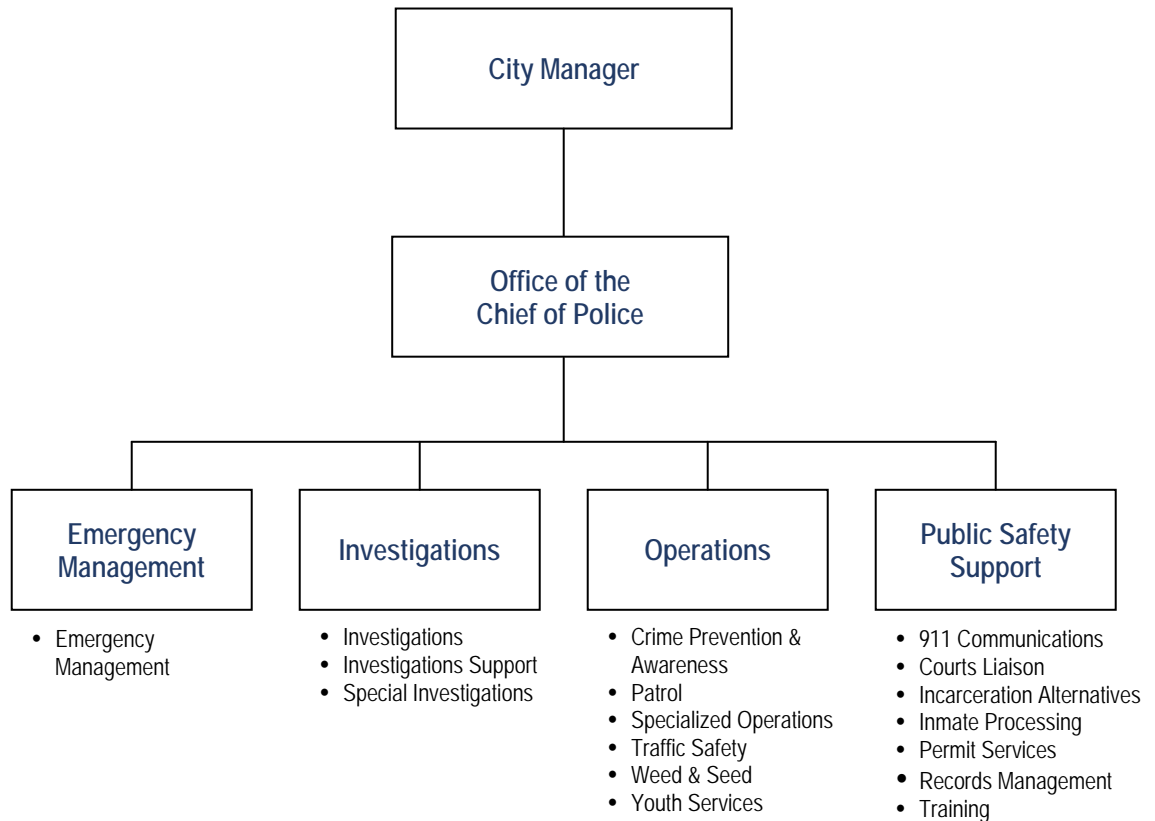 City Manager
Office of the
Chief of Police
Emergency
Management
• Emergency
Management
Investigations
• Investigations
• Investigations Support
• Special Investigations
Operations
• Crime Prevention &
Awareness
• Patrol
• Specialized Operations
• Traffic Safety
• Weed & Seed
• Youth Services
Public Safety
Support
• 911 Communications
• Courts Liaison
• Incarceration Alternatives
• Inmate Processing
• Permit Services
• Records Management
• Training